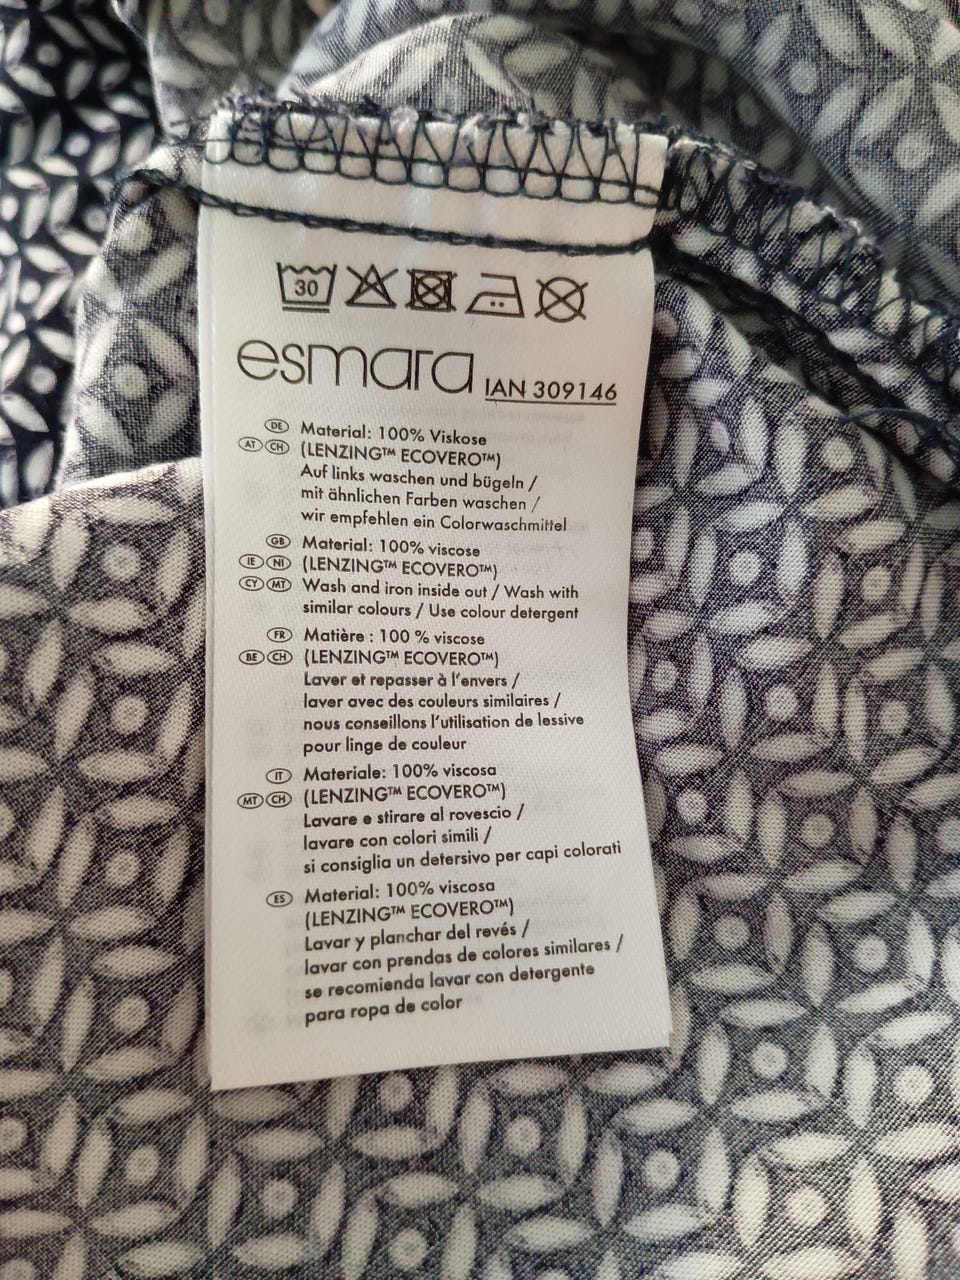 30
esmara IAN 309146
DE Material: 100% Viskose
AT CH (LENZING™ ECOVERO™)
Auf links waschen und bügeln /
mit ähnlichen Farben waschen /
wir empfehlen ein Colorwaschmittel
GB Material: 100% viscose
IE NI (LENZING™ ECOVERO™)
CY MT Wash and iron inside out / Wash with
similar colours / Use colour detergent
FR Matière : 100 % viscose
BE CH (LENZING™ ECOVERO™)
Laver et repasser à l'envers /
laver avec des couleurs similaires /
nous conseillons l'utilisation de lessive
pour linge de couleur
IT Materiale: 100% viscosa
MT CH (LENZING™ ECOVERO™)
Lavare e stirare al rovescio /
lavare con colori simili /
si consiglia un detersivo per capi colorati
ES Material: 100% viscosa
(LENZING™ ECOVERO™)
Lavar y planchar del revés /
lavar con prendas de colores similares /
se recomienda lavar con detergente
para ropa de color